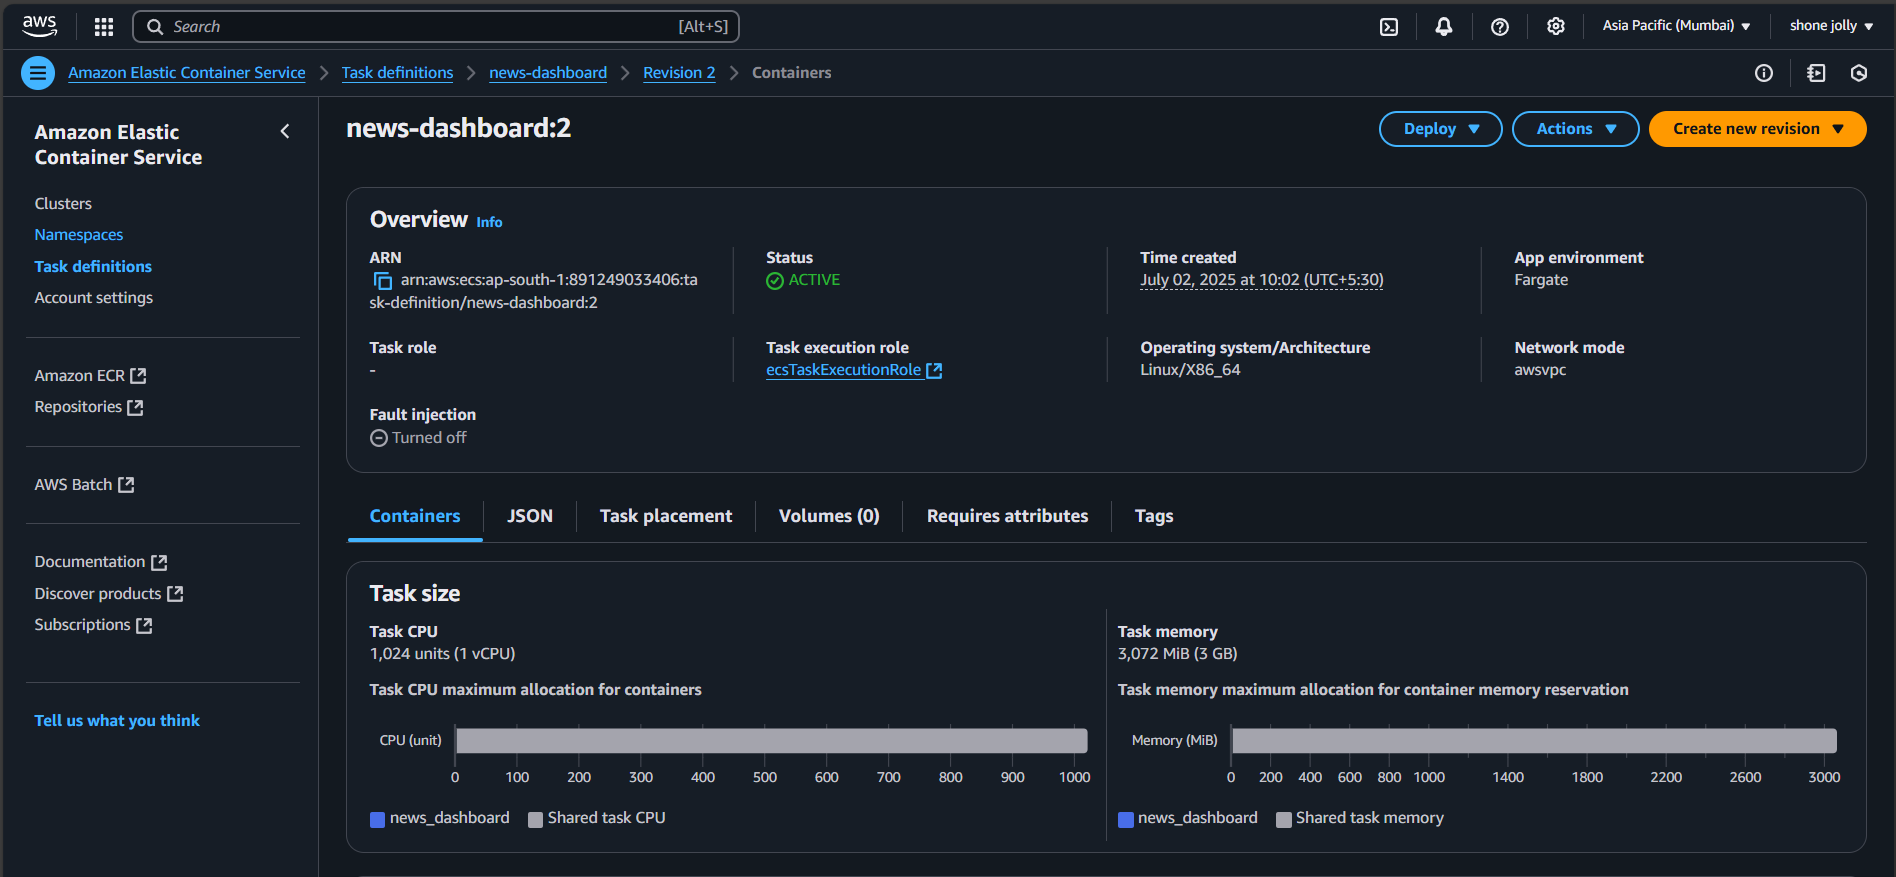 aws
Search
[Alt+S]
Asia Pacific (Mumbai)
shone jolly
Amazon Elastic Container Service
Task definitions
news-dashboard
Revision 2
Containers
Amazon Elastic
Container Service
Clusters
Namespaces
Task definitions
Account settings
Amazon ECR
Repositories
AWS Batch
Documentation
Discover products
Subscriptions
Tell us what you think
news-dashboard:2
Deploy
Actions
Create new revision
Overview Info
ARN
arn:aws:ecs:ap-south-1:891249033406:ta
sk-definition/news-dashboard:2
Status
ACTIVE
Time created
July 02, 2025 at 10:02 (UTC+5:30)
App environment
Fargate
Task role
-
Task execution role
ecsTaskExecutionRole
Operating system/Architecture
Linux/X86_64
Network mode
awsvpc
Fault injection
Turned off
Containers
JSON
Task placement
Volumes (0)
Requires attributes
Tags
Task size
Task CPU
1,024 units (1 vCPU)
Task CPU maximum allocation for containers
CPU (unit)
0 100 200 300 400 500 600 700 800 900 1000
news_dashboard
Shared task CPU
Task memory
3,072 MiB (3 GB)
Task memory maximum allocation for container memory reservation
Memory (MiB)
0 200 400 600 800 1000 1400 1800 2200 2600 3000
news_dashboard
Shared task memory